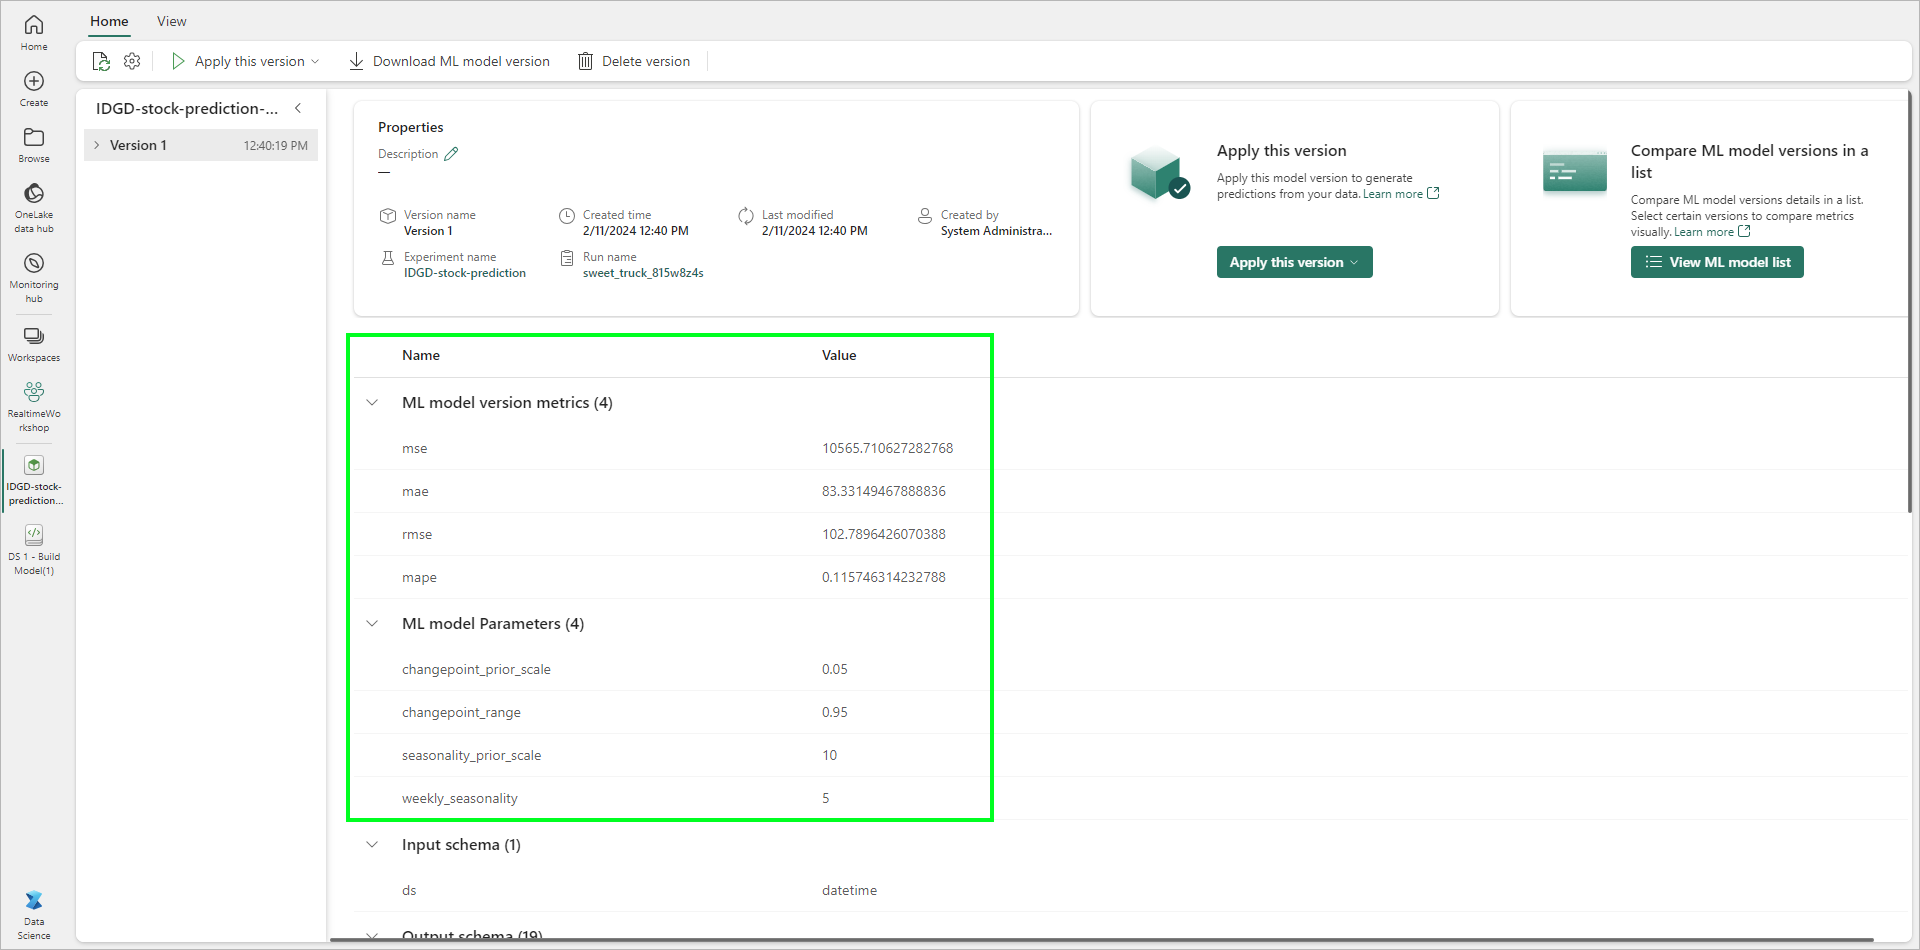 Home
View
Apply this version
Download ML model version
Delete version
Home
Create
Browse
OneLake
data hub
Monitoring
hub
Workspaces
RealtimeWo
rkshop
IDGD-stock-
prediction...
DS 1 - Build
Model(1)
Data
Science
IDGD-stock-prediction-...
Version 1 12:40:19 PM
Properties
Description
—
Version name
Version 1
Created time
2/11/2024 12:40 PM
Last modified
2/11/2024 12:40 PM
Created by
System Administra...
Experiment name
IDGD-stock-prediction
Run name
sweet_truck_815w8z4s
Apply this version
Apply this model version to generate
predictions from your data. Learn more
Apply this version
Compare ML model versions in a
list
Compare ML model versions details in a list.
Select certain versions to compare metrics
visually. Learn more
View ML model list
Name Value
ML model version metrics (4)
mse 10565.710627282768
mae 83.33149467888836
rmse 102.7896426070388
mape 0.115746314232788
ML model Parameters (4)
changepoint_prior_scale 0.05
changepoint_range 0.95
seasonality_prior_scale 10
weekly_seasonality 5
Input schema (1)
ds datetime
Output schema (19)